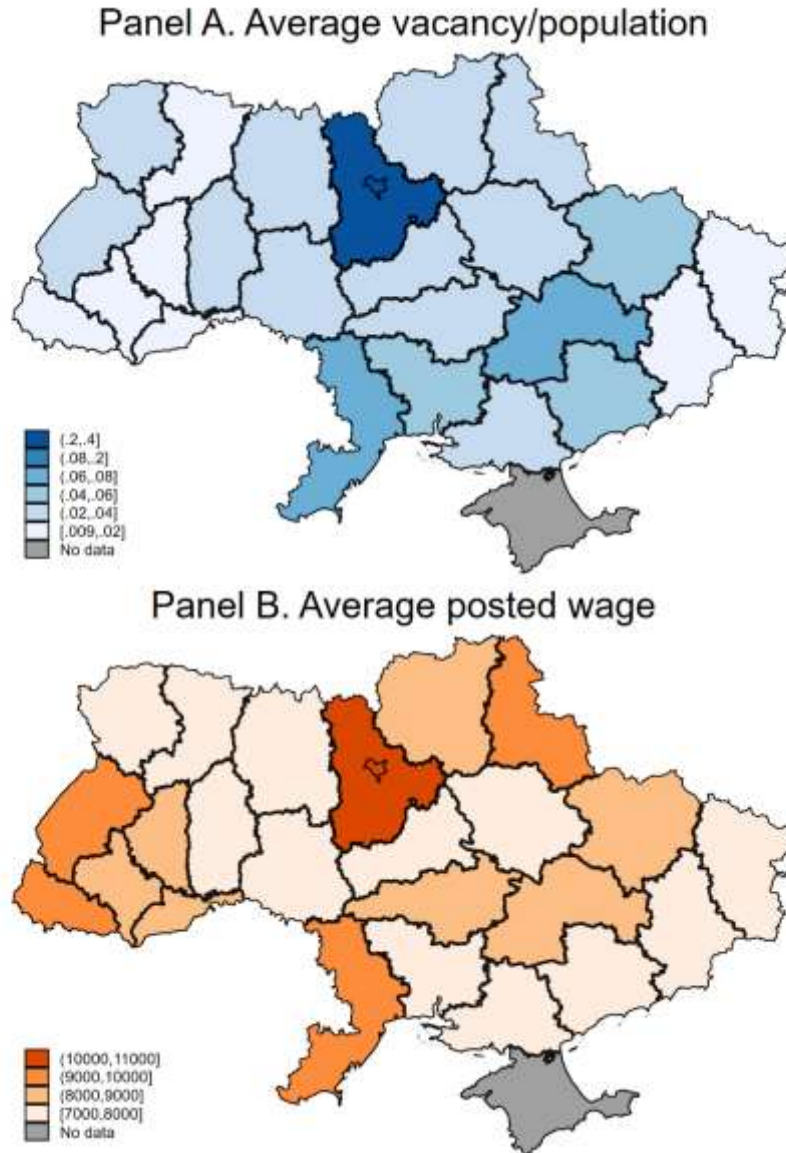 Panel A. Average vacancy/population
(.2,.4]
(.08,.2]
(.06,.08]
(.04,.06]
(.02,.04]
[.009,.02]
No data
Panel B. Average posted wage
(10000,11000]
(9000,10000]
(8000,9000]
[7000,8000]
No data